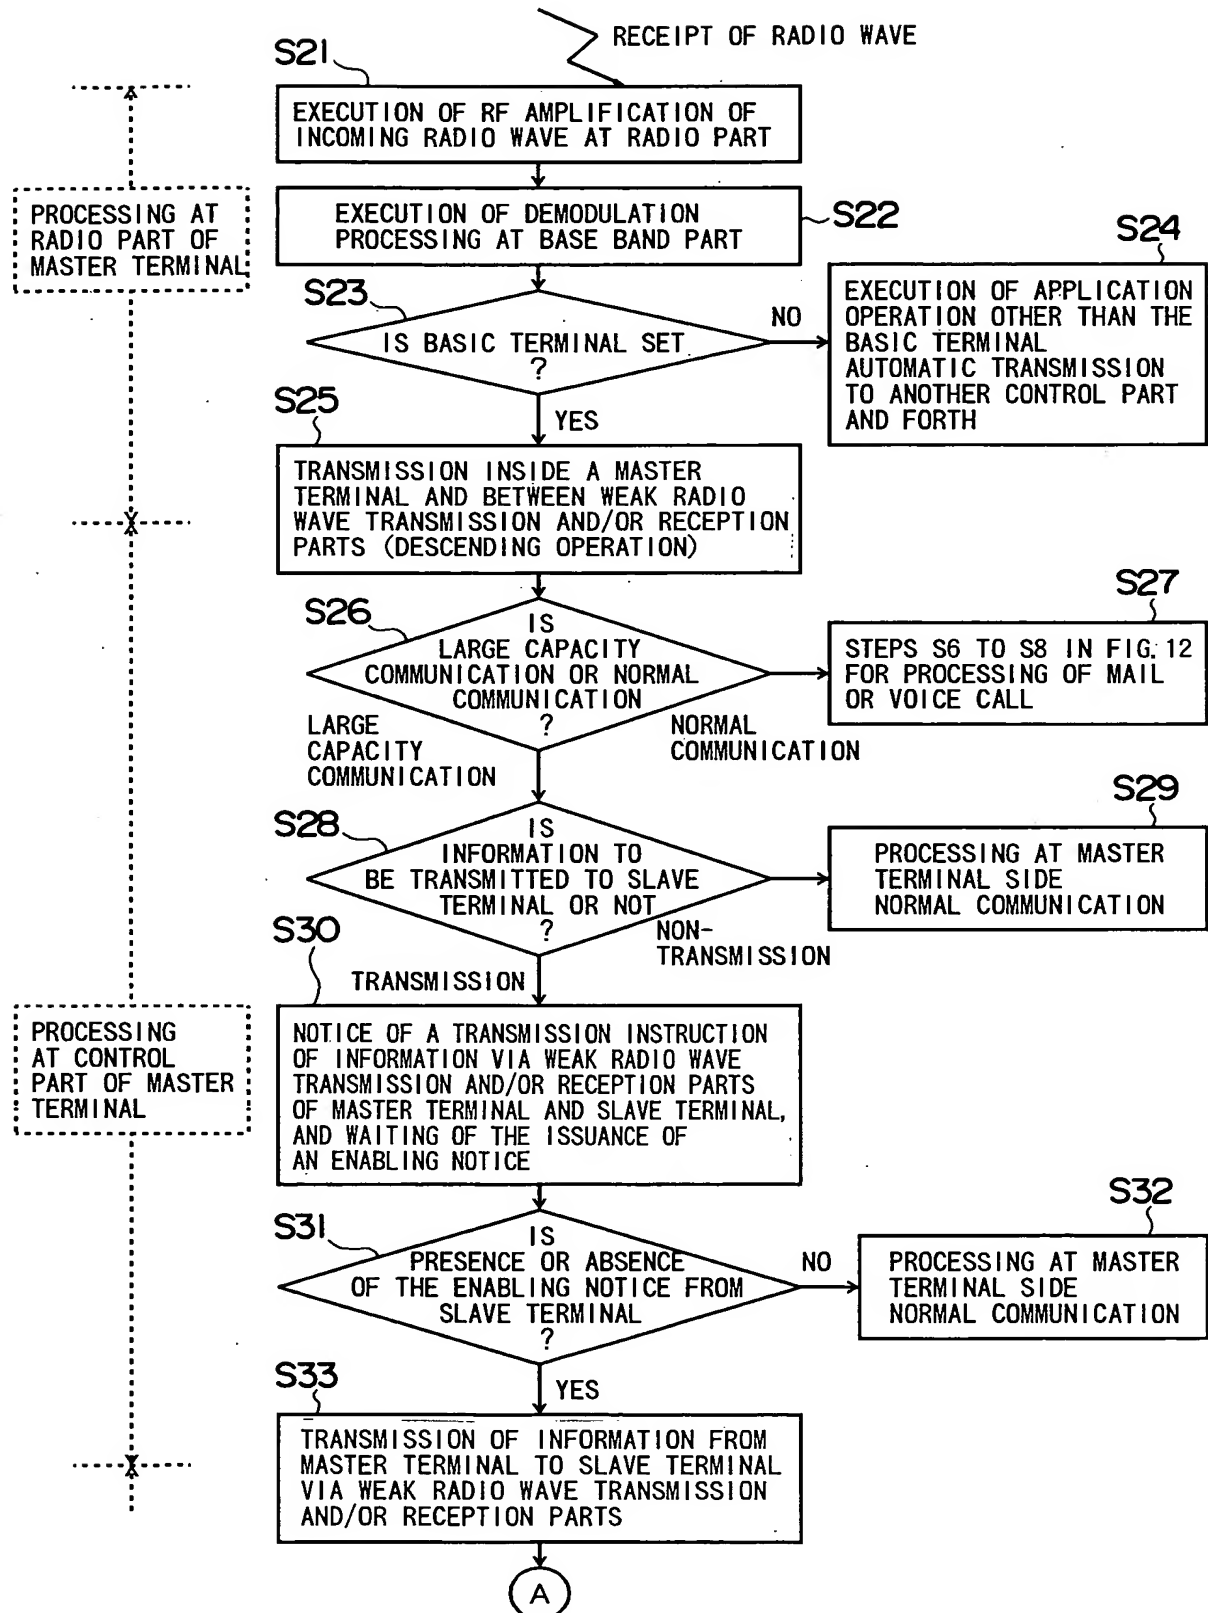 RECEIPT OF RADIO WAVE
S21
EXECUTION OF RF AMPLIFICATION OF
INCOMING RADIO WAVE AT RADIO PART
PROCESSING AT
RADIO PART OF
MASTER TERMINAL
EXECUTION OF DEMODULATION
PROCESSING AT BASE BAND PART
S22
S23
IS BASIC TERMINAL SET
?
NO
YES
S24
EXECUTION OF APPLICATION
OPERATION OTHER THAN THE
BASIC TERMINAL
AUTOMATIC TRANSMISSION
TO ANOTHER CONTROL PART
AND FORTH
S25
TRANSMISSION INSIDE A MASTER
TERMINAL AND BETWEEN WEAK RADIO
WAVE TRANSMISSION AND/OR RECEPTION
PARTS (DESCENDING OPERATION)
S26
IS
LARGE CAPACITY
COMMUNICATION OR NORMAL
COMMUNICATION
?
LARGE
CAPACITY
COMMUNICATION
NORMAL
COMMUNICATION
S27
STEPS S6 TO S8 IN FIG. 12
FOR PROCESSING OF MAIL
OR VOICE CALL
S28
IS
INFORMATION TO
BE TRANSMITTED TO SLAVE
TERMINAL OR NOT
?
NON-
TRANSMISSION
TRANSMISSION
S29
PROCESSING AT MASTER
TERMINAL SIDE
NORMAL COMMUNICATION
S30
NOTICE OF A TRANSMISSION INSTRUCTION
OF INFORMATION VIA WEAK RADIO WAVE
TRANSMISSION AND/OR RECEPTION PARTS
OF MASTER TERMINAL AND SLAVE TERMINAL,
AND WAITING OF THE ISSUANCE OF
AN ENABLING NOTICE
PROCESSING
AT CONTROL
PART OF MASTER
TERMINAL
S31
IS
PRESENCE OR ABSENCE
OF THE ENABLING NOTICE FROM
SLAVE TERMINAL
?
NO
YES
S32
PROCESSING AT MASTER
TERMINAL SIDE
NORMAL COMMUNICATION
S33
TRANSMISSION OF INFORMATION FROM
MASTER TERMINAL TO SLAVE TERMINAL
VIA WEAK RADIO WAVE TRANSMISSION
AND/OR RECEPTION PARTS
A